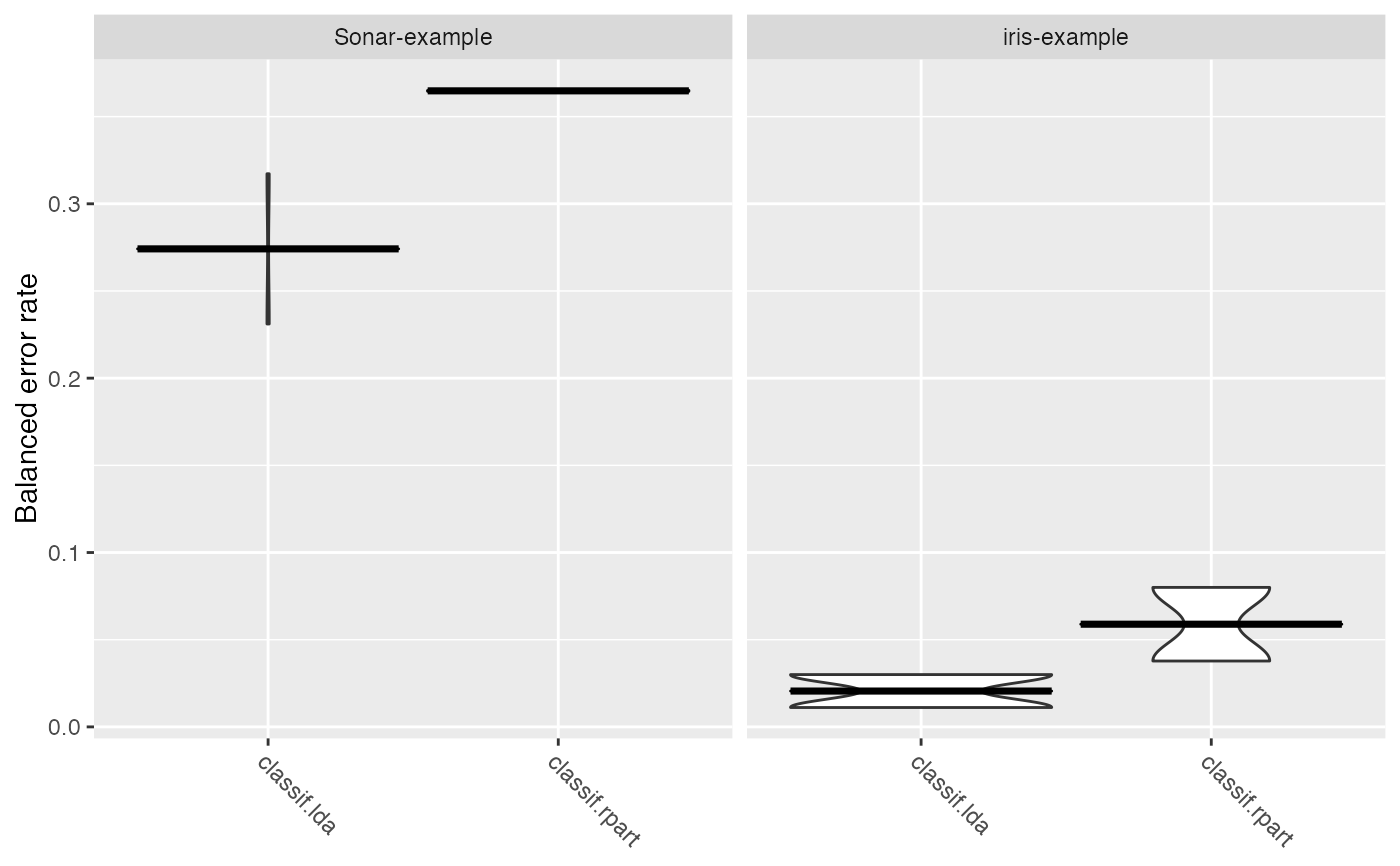 Sonar-example
iris-example
Balanced error rate
0.3
0.2
0.1
0.0
classif.lda
classif.rpart
classif.lda
classif.rpart